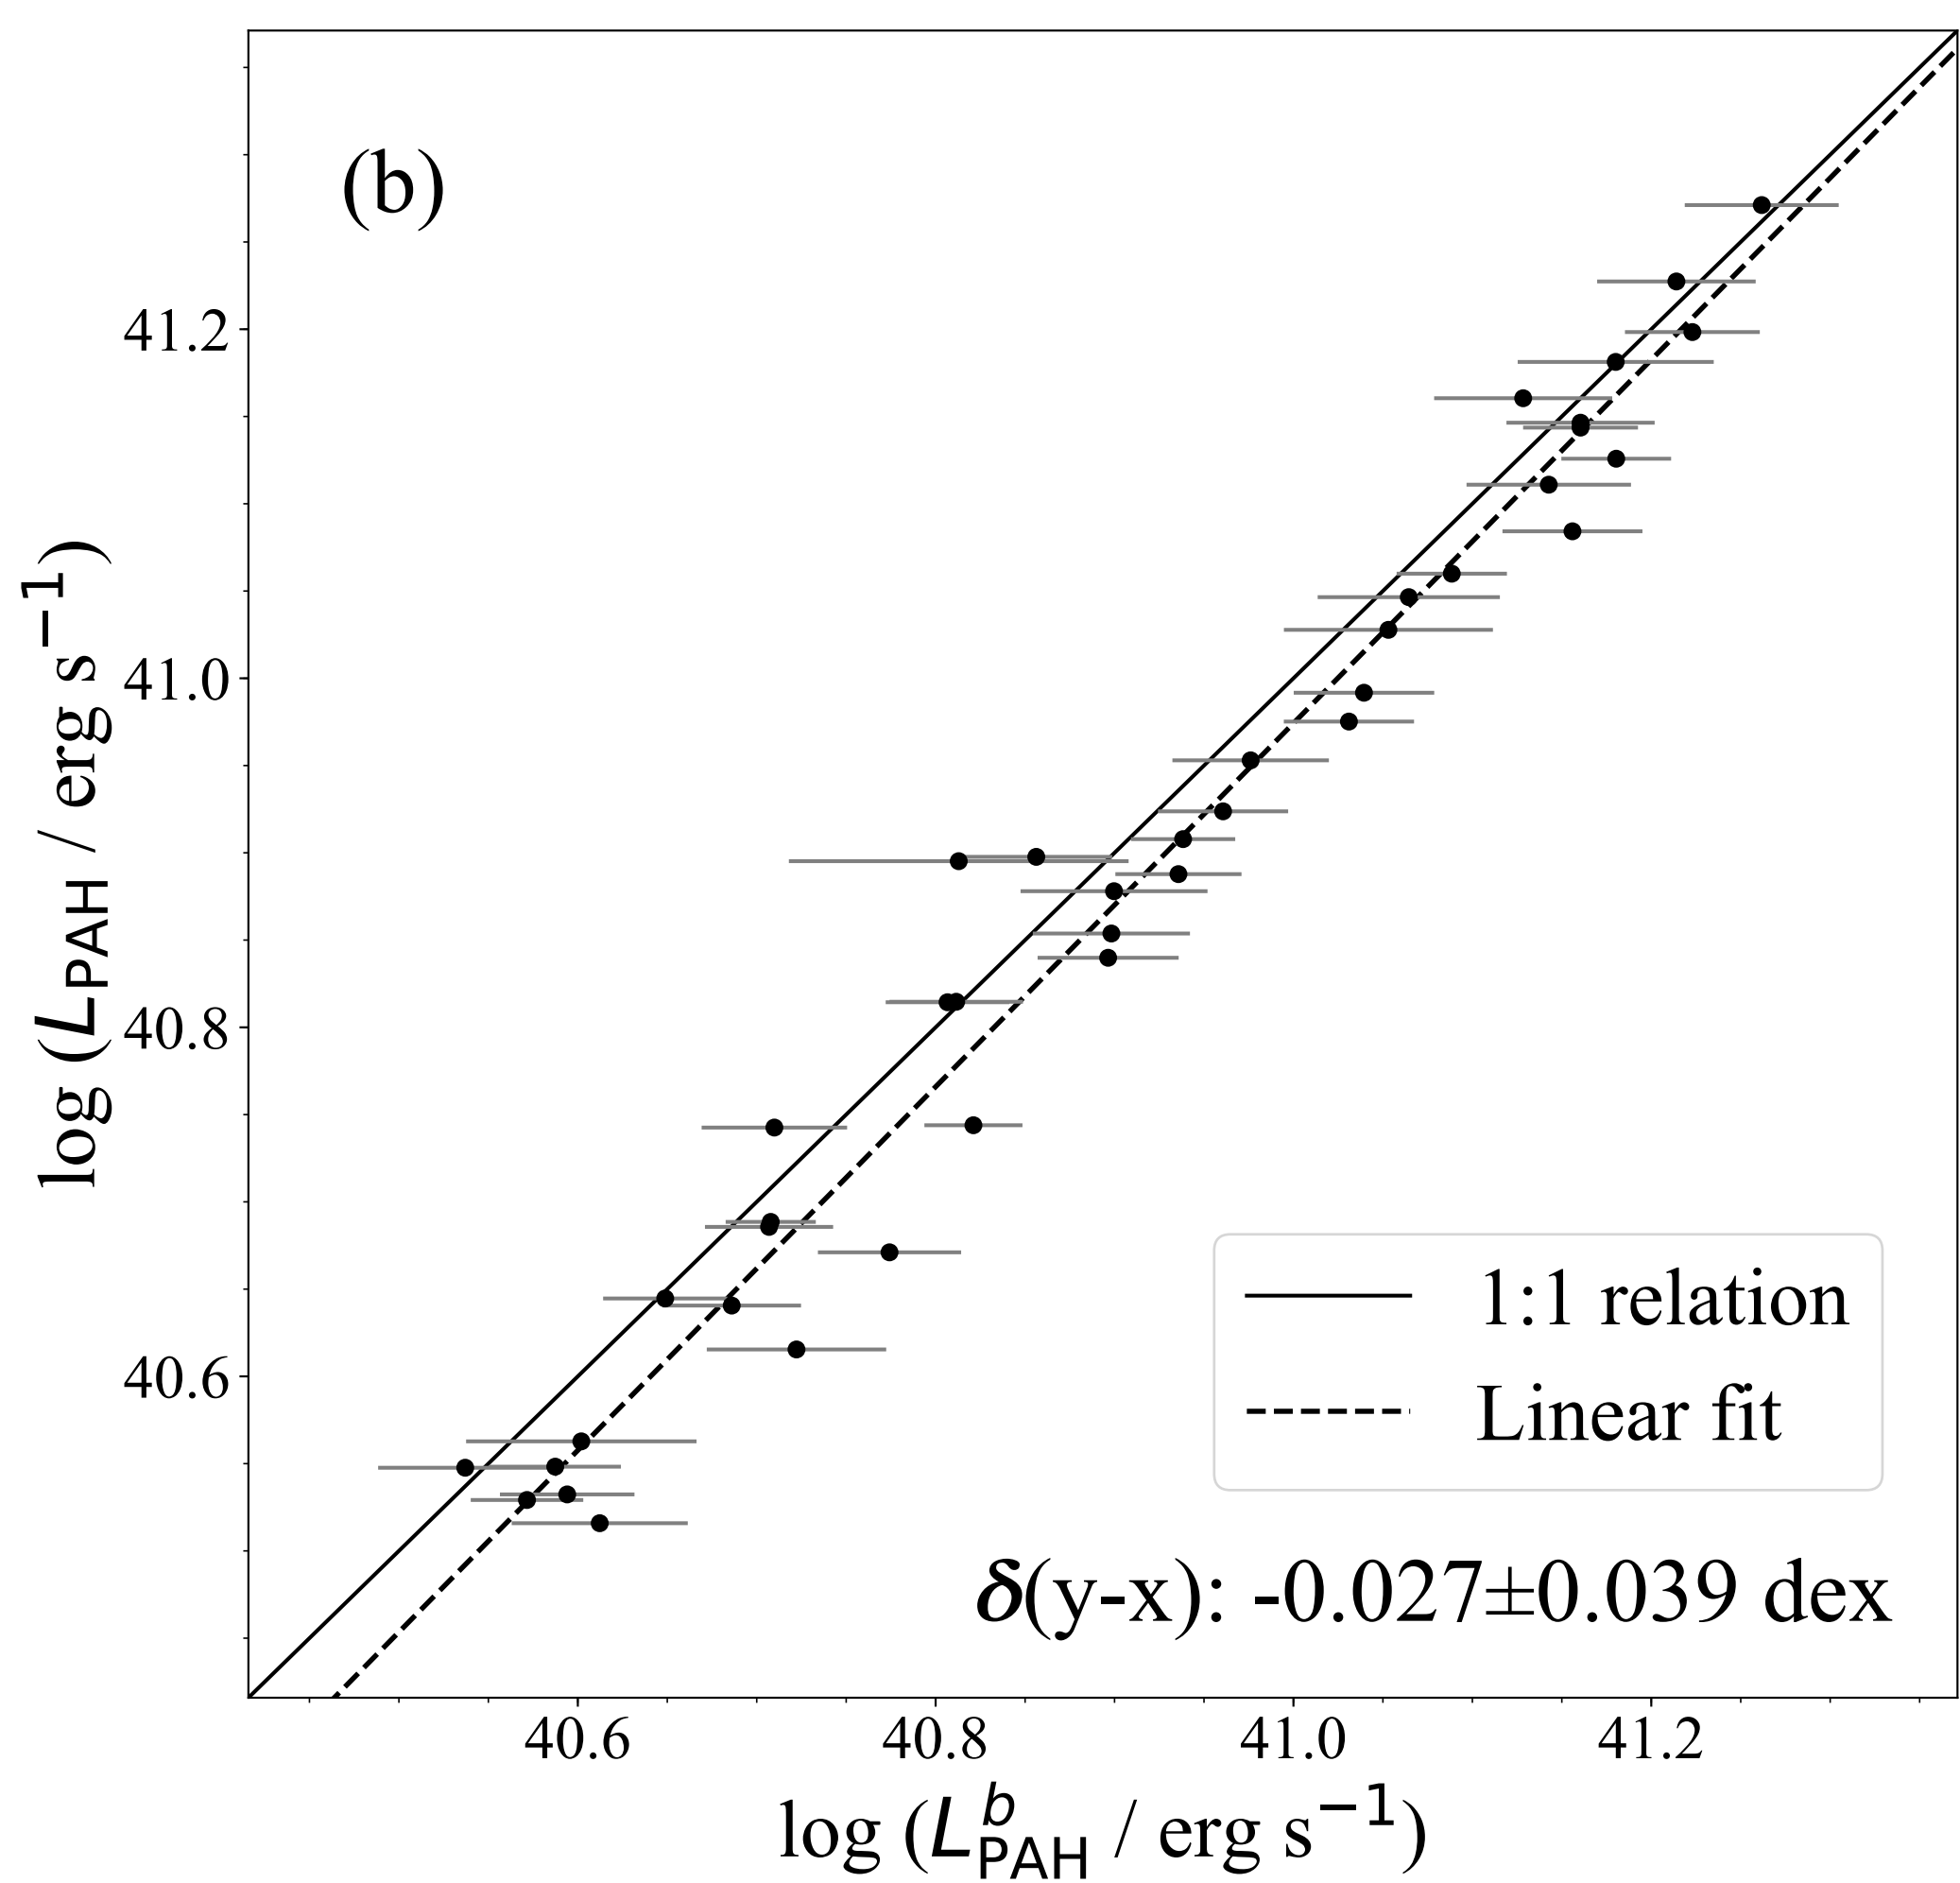 (b)
41.2
41.0
40.8
40.6
log (L_PAH / erg s⁻¹)
1:1 relation
Linear fit
δ(y-x): -0.027±0.039 dex
40.6 40.8 41.0 41.2
log (L^b_PAH / erg s⁻¹)